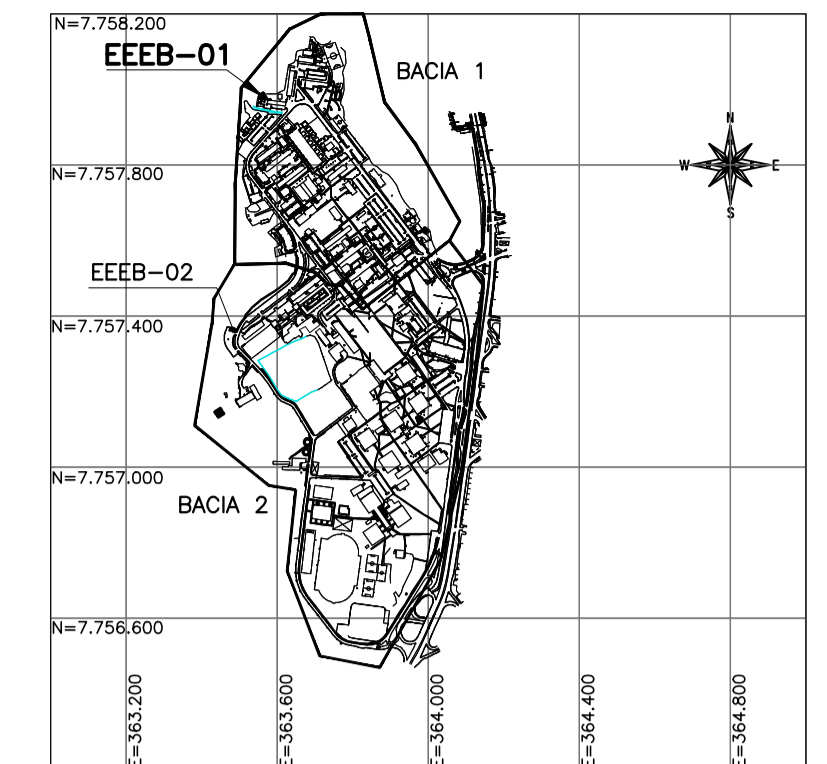 N=7.758.200
EEEB-01
BACIA 1
N
N=7.757.800
W
E
S
EEEB-02
N=7.757.400
N=7.757.000
BACIA 2
N=7.756.600
E=363.200
E=363.600
E=364.000
E=364.400
E=364.800